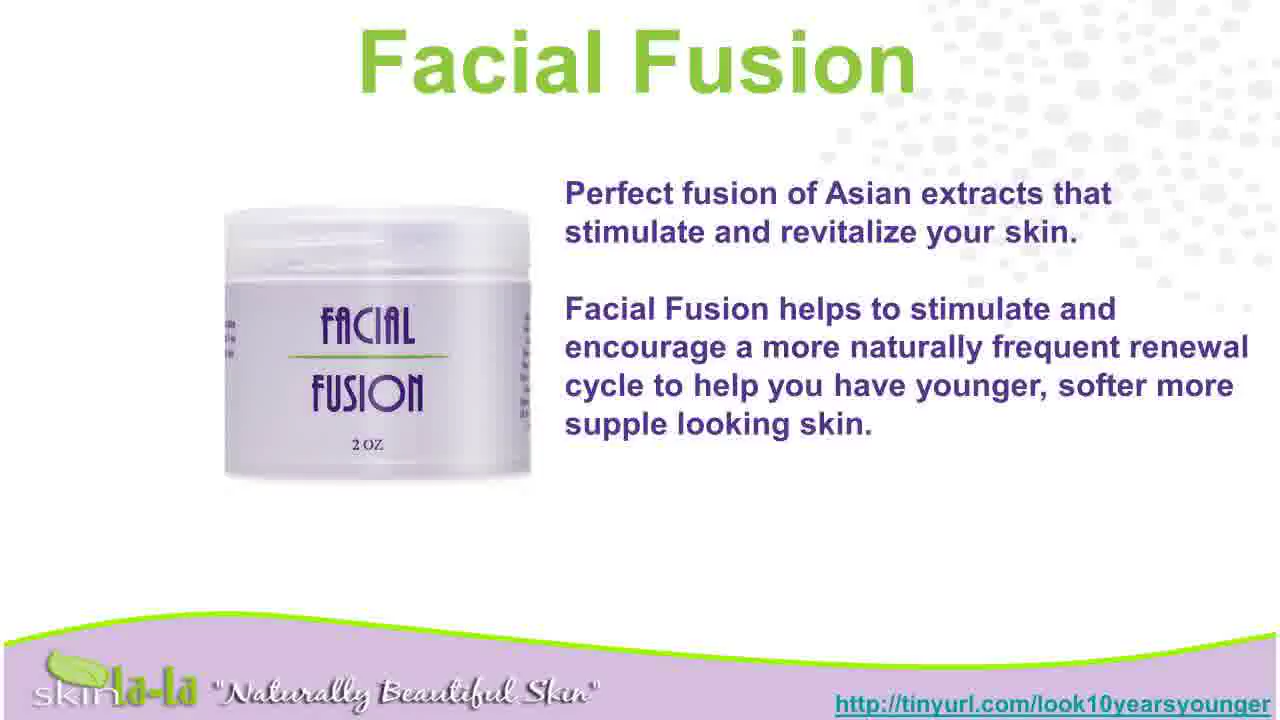 Facial Fusion
Perfect fusion of Asian extracts that
stimulate and revitalize your skin.
Facial Fusion helps to stimulate and
encourage a more naturally frequent renewal
cycle to help you have younger, softer more
supple looking skin.
FACIAL
FUSION
2 OZ
skin la-la "Naturally Beautiful Skin"
http://tinyurl.com/look10yearsyounger